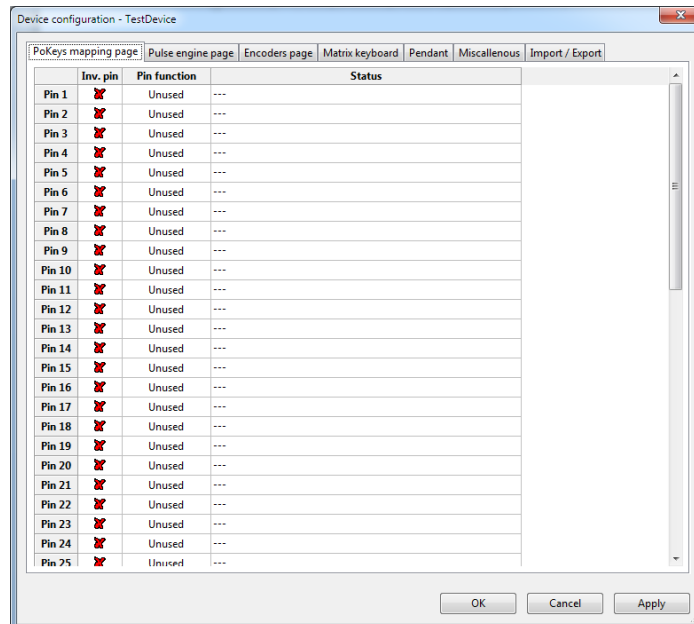 Device configuration - TestDevice
PoKeys mapping page Pulse engine page Encoders page Matrix keyboard Pendant Miscallenous Import / Export
Inv. pin Pin function Status
Pin 1 Unused ---
Pin 2 Unused ---
Pin 3 Unused ---
Pin 4 Unused ---
Pin 5 Unused ---
Pin 6 Unused ---
Pin 7 Unused ---
Pin 8 Unused ---
Pin 9 Unused ---
Pin 10 Unused ---
Pin 11 Unused ---
Pin 12 Unused ---
Pin 13 Unused ---
Pin 14 Unused ---
Pin 15 Unused ---
Pin 16 Unused ---
Pin 17 Unused ---
Pin 18 Unused ---
Pin 19 Unused ---
Pin 20 Unused ---
Pin 21 Unused ---
Pin 22 Unused ---
Pin 23 Unused ---
Pin 24 Unused ---
Pin 25 Unused ---
OK Cancel Apply